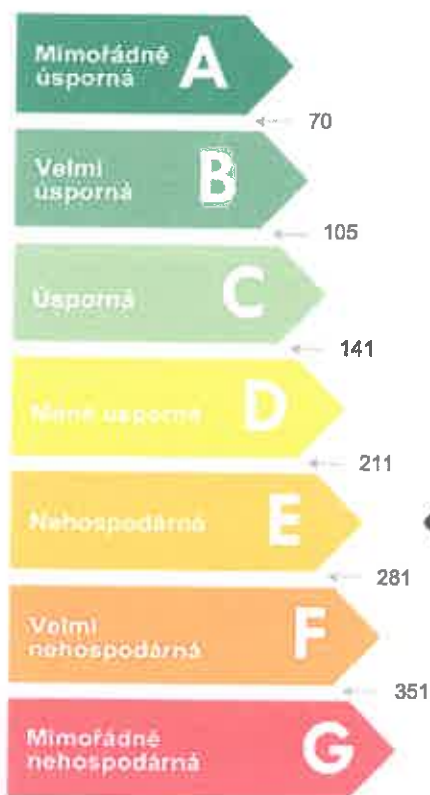 Mimořádně
úsporná A
70
Velmi
úsporná B
105
Úsporná C
141
Méně úsporná D
211
Nehospodárná E
281
Velmi
nehospodárná F
351
Mimořádně
nehospodárná G